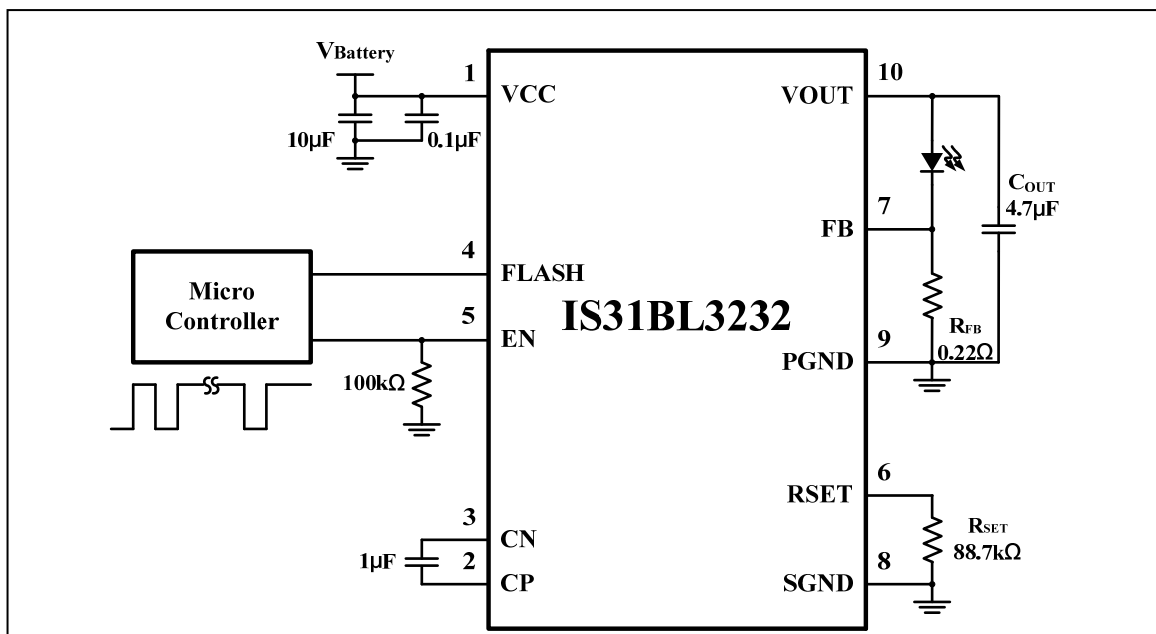 VBattery
1
VCC
10μF
0.1μF
VOUT
10
COUT
4.7μF
7
FB
4
FLASH
Micro
Controller
5
EN
IS31BL3232
RFB
0.22Ω
9
PGND
100kΩ
6
RSET
RSET
88.7kΩ
3
CN
1μF
2
CP
8
SGND